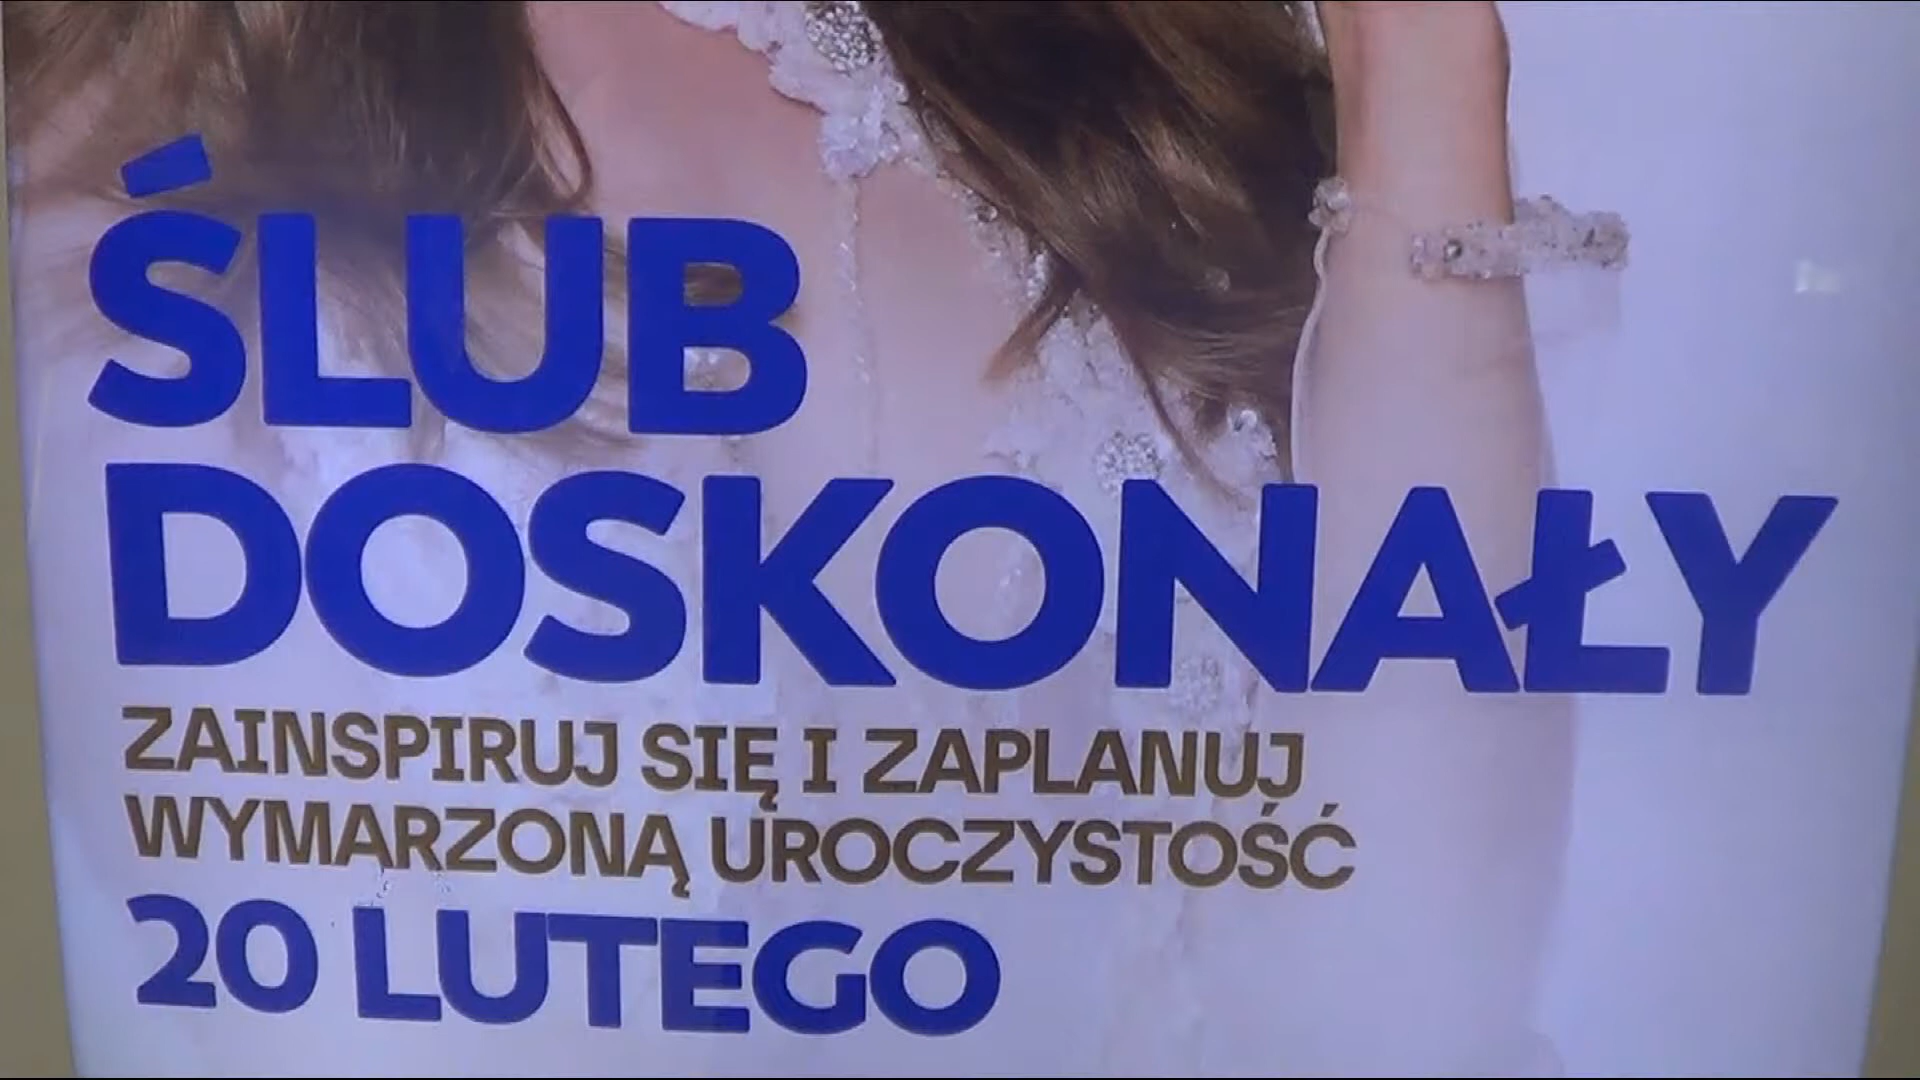 ŚLUB
DOSKONAŁY
ZAINSPIRUJ SIĘ I ZAPLANUJ
WYMARZONĄ UROCZYSTOŚĆ
20 LUTEGO